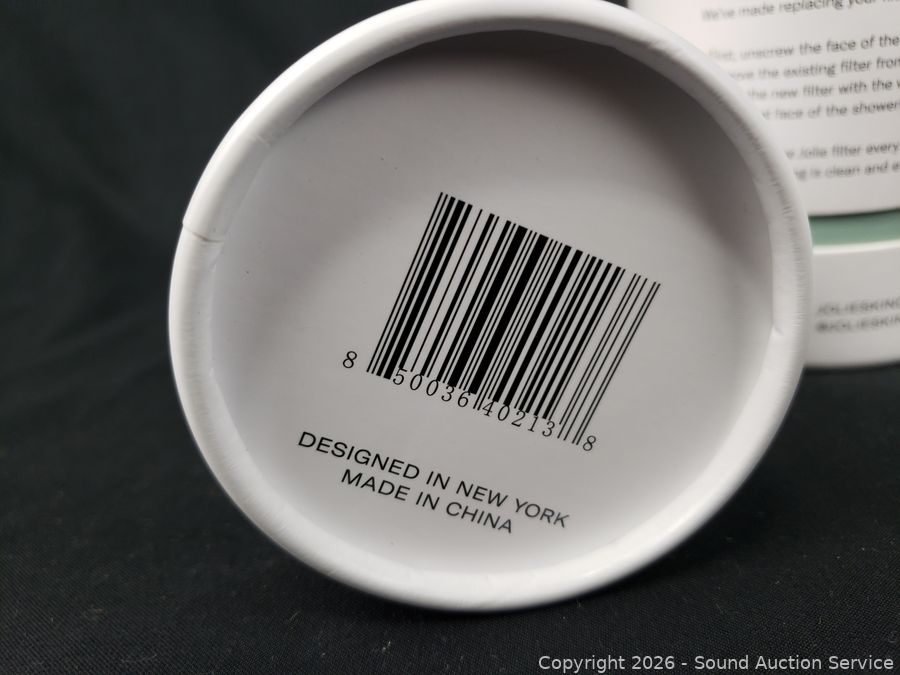 We've made replacing your
unscrew the face of the
the existing filter from
the new filter with the
face of the shower
Jolie filter every
is clean and
8 50036 40213 8
DESIGNED IN NEW YORK
MADE IN CHINA
Copyright 2026 - Sound Auction Service